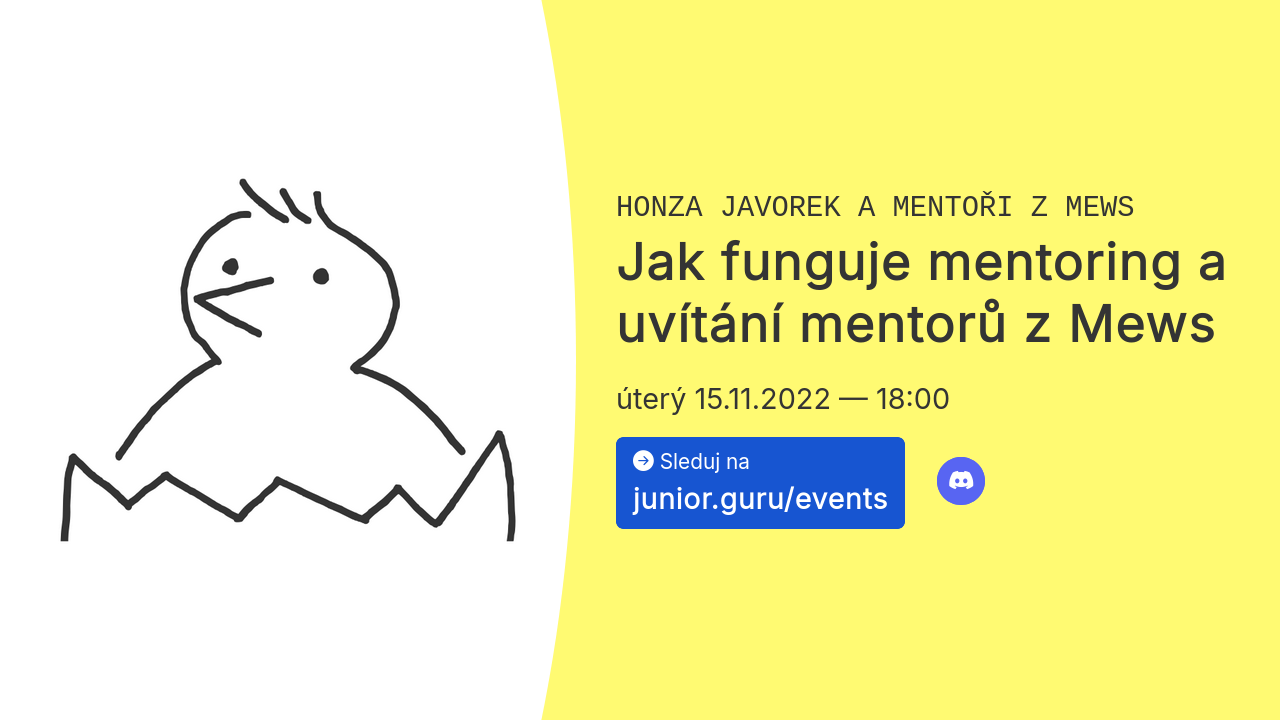 HONZA JAVOREK A MENTOŘI Z MEWS
Jak funguje mentoring a
uvítání mentorů z Mews
úterý 15.11.2022 — 18:00
Sleduj na
junior.guru/events